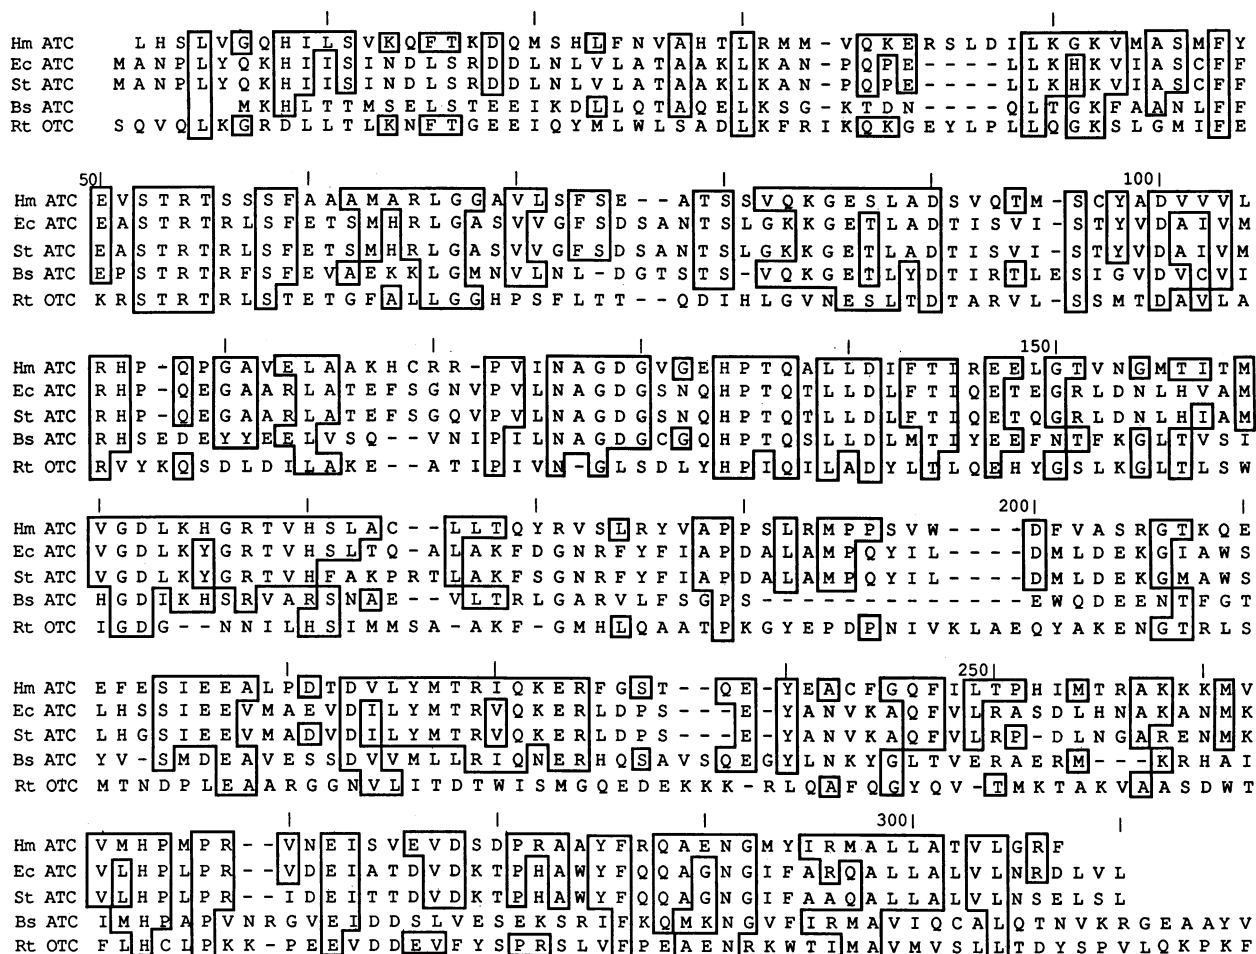 Hm ATC L H S L V G Q H I L S V K Q F T K D Q M S H L F N V A H T L R M M - V Q K E R S L D I L K G K V M A S M F Y
Ec ATC M A N P L Y Q K H I I S I N D L S R D D L N L V L A T A A K L K A N - P Q P E - - - - L L K H K V I A S C F F
St ATC M A N P L Y Q K H I I S I N D L S R D D L N L V L A T A A K L K A N - P Q P E - - - - L L K H K V I A S C F F
Bs ATC M K H L T T M S E L S T E E I K D L L Q T A Q E L K S G - K T D N - - - - Q L T G K F A A N L F F
Rt OTC S Q V Q L K G R D L L T L K N F T G E E I Q Y M L W L S A D L K F R I K Q K G E Y L P L L Q G K S L G M I F E
50
Hm ATC E V S T R T S S S F A A A M A R L G G A V L S F S E - - A T S S V Q K G E S L A D S V Q T M - S C Y A D V V V L
100
Ec ATC E A S T R T R L S F E T S M H R L G A S V V G F S D S A N T S L G K K G E T L A D T I S V I - S T Y V D A I V M
St ATC E A S T R T R L S F E T S M H R L G A S V V G F S D S A N T S L G K K G E T L A D T I S V I - S T Y V D A I V M
Bs ATC E P S T R T R F S F E V A E K K L G M N V L N L - D G T S T S - V Q K G E T L Y D T I R T L E S I G V D V C V I
Rt OTC K R S T R T R L S T E T G F A L L G G H P S F L T T - - Q D I H L G V N E S L T D T A R V L - S S M T D A V L A
150
Hm ATC R H P - Q P G A V E L A A K H C R R - P V I N A G D G V G E H P T Q A L L D I F T I R E E L G T V N G M T I T M
Ec ATC R H P - Q E G A A R L A T E F S G N V P V L N A G D G S N Q H P T Q T L L D L F T I Q E T E G R L D N L H V A M
St ATC R H P - Q E G A A R L A T E F S G Q V P V L N A G D G S N Q H P T Q T L L D L F T I Q E T Q G R L D N L H I A M
Bs ATC R H S E D E Y Y E E L V S Q - - V N I P I L N A G D G C G Q H P T Q S L L D L M T I Y E E F N T F K G L T V S I
Rt OTC R V Y K Q S D L D I L A K E - - A T I P I V N - G L S D L Y H P I Q I L A D Y L T L Q E H Y G S L K G L T L S W
200
Hm ATC V G D L K H G R T V H S L A C - - L L T Q Y R V S L R Y V A P P S L R M P P S V W - - - - D F V A S R G T K Q E
Ec ATC V G D L K Y G R T V H S L T Q - A L A K F D G N R F Y F I A P D A L A M P Q Y I L - - - - D M L D E K G I A W S
St ATC V G D L K Y G R T V H F A K P R T L A K F S G N R F Y F I A P D A L A M P Q Y I L - - - - D M L D E K G M A W S
Bs ATC H G D I K H S R V A R S N A E - - V L T R L G A R V L F S G P S - - - - - - - - - - - - - E W Q D E E N T F G T
Rt OTC I G D G - - N N I L H S I M M S A - A K F - G M H L Q A A T P K G Y E P D P N I V K L A E Q Y A K E N G T R L S
250
Hm ATC E F E S I E E A L P D T D V L Y M T R I Q K E R F G S T - - Q E - Y E A C F G Q F I L T P H I M T R A K K K M V
Ec ATC L H S S I E E V M A E V D I L Y M T R V Q K E R L D P S - - - E - Y A N V K A Q F V L R A S D L H N A K A N M K
St ATC L H G S I E E V M A D V D I L Y M T R V Q K E R L D P S - - - E - Y A N V K A Q F V L R P - D L N G A R E N M K
Bs ATC Y V - S M D E A V E S S D V V M L L R I Q N E R H Q S A V S Q E G Y L N K Y G L T V E R A E R M - - - K R H A I
Rt OTC M T N D P L E A A R G G N V L I T D T W I S M G Q E D E K K K - R L Q A F Q G Y Q V - T M K T A K V A A S D W T
300
Hm ATC V M H P M P R - - V N E I S V E V D S D P R A A Y F R Q A E N G M Y I R M A L L A T V L G R F
Ec ATC V L H P L P R - - V D E I A T D V D K T P H A W Y F Q Q A G N G I F A R Q A L L A L V L N R D L V L
St ATC V L H P L P R - - I D E I T T D V D K T P H A W Y F Q Q A G N G I F A A Q A L L A L V L N S E L S L
Bs ATC I M H P A P V N R G V E I D D S L V E S E K S R I F K Q M K N G V F I R M A V I Q C A L Q T N V K R G E A A Y V
Rt OTC F L H C L P K K - P E E V D D E V F Y S P R S L V F P E A E N R K W T I M A V M V S L L T D Y S P V L Q K P K F